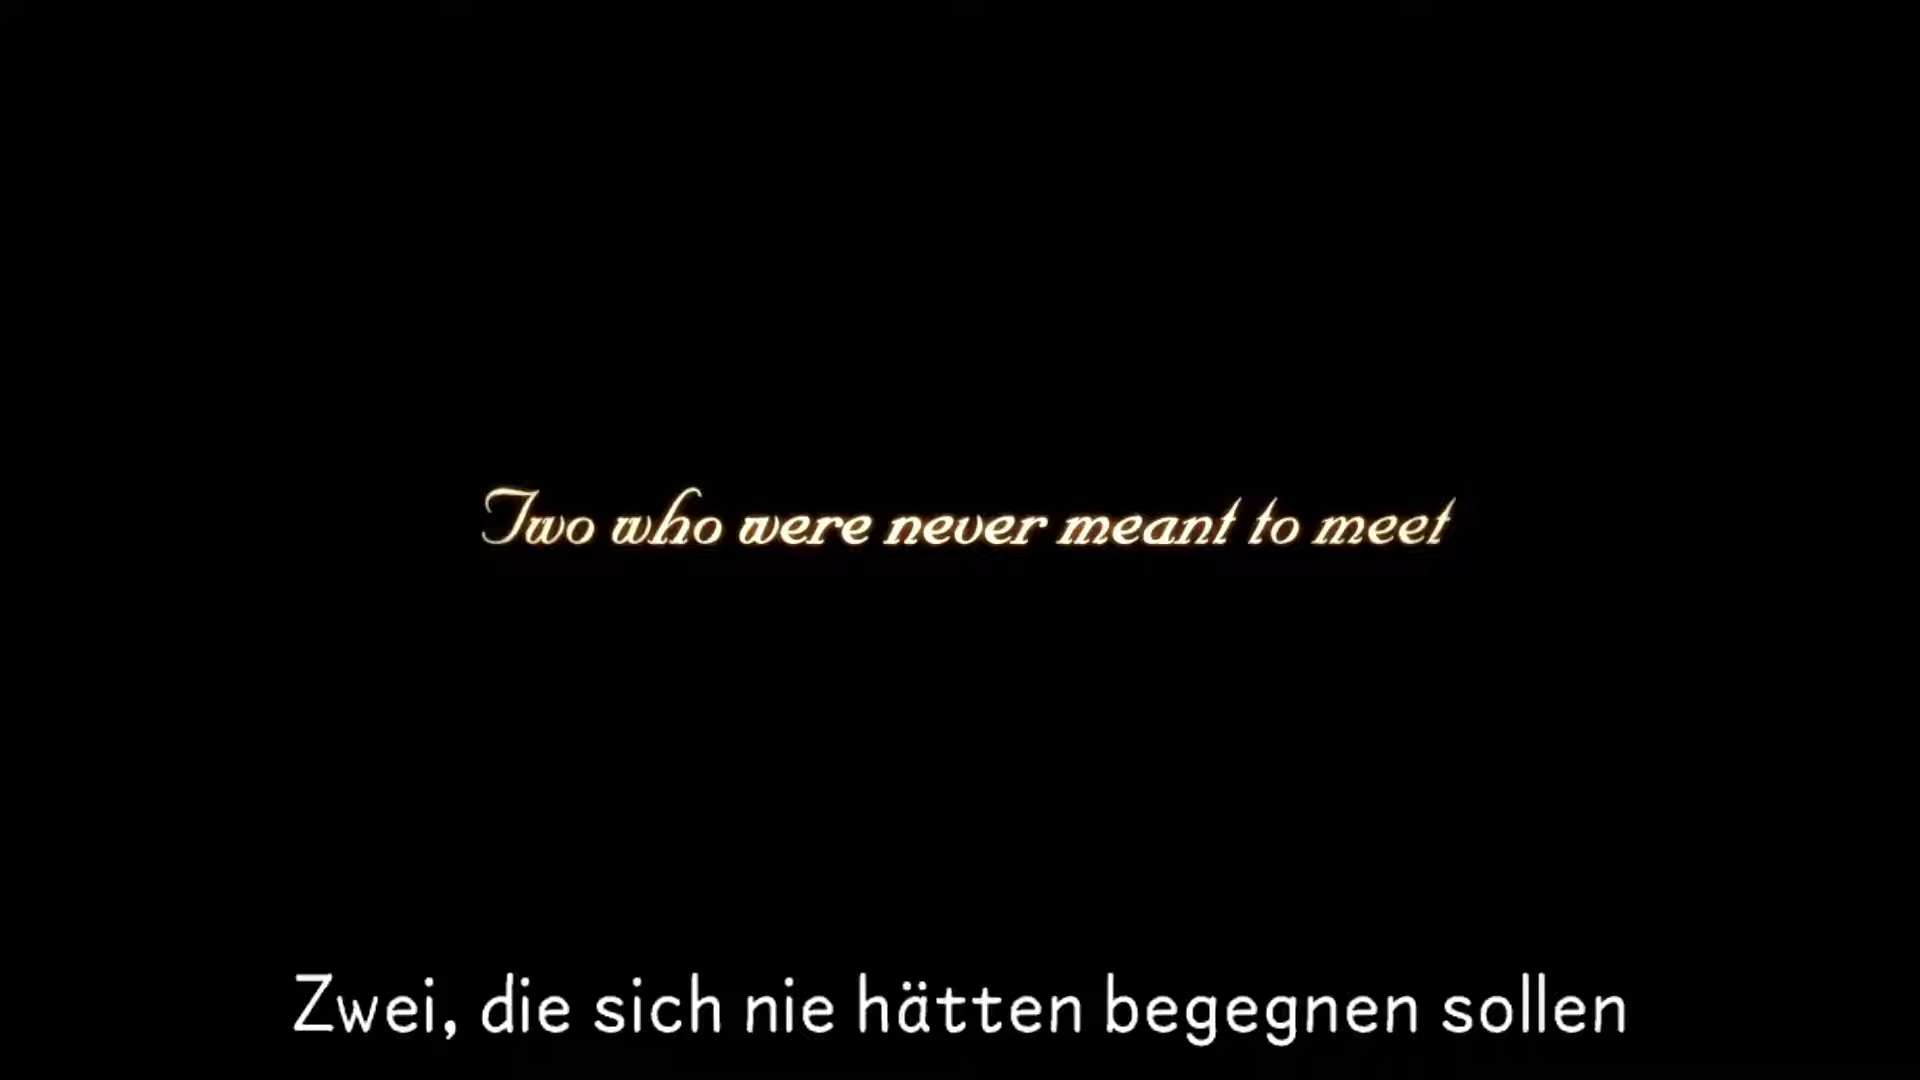 Two who were never meant to meet
Zwei, die sich nie hätten begegnen sollen